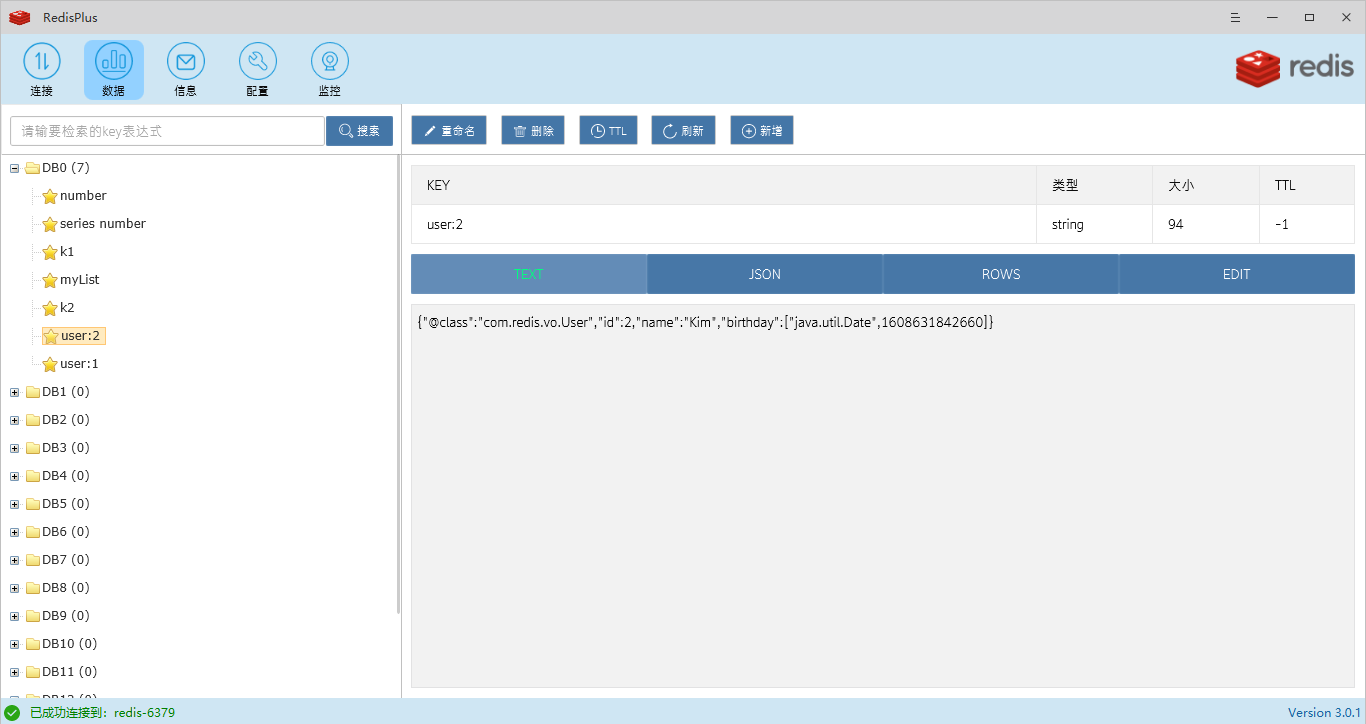 RedisPlus
连接
数据
信息
配置
监控
redis
请输要检索的key表达式
搜索
重命名
删除
TTL
刷新
新增
DB0 (7)
number
series number
k1
myList
k2
user:2
user:1
DB1 (0)
DB2 (0)
DB3 (0)
DB4 (0)
DB5 (0)
DB6 (0)
DB7 (0)
DB8 (0)
DB9 (0)
DB10 (0)
DB11 (0)
KEY 类型 大小 TTL
user:2 string 94 -1
TEXT JSON ROWS EDIT
{"@class":"com.redis.vo.User","id":2,"name":"Kim","birthday":["java.util.Date",1608631842660]}
已成功连接到：redis-6379
Version 3.0.1